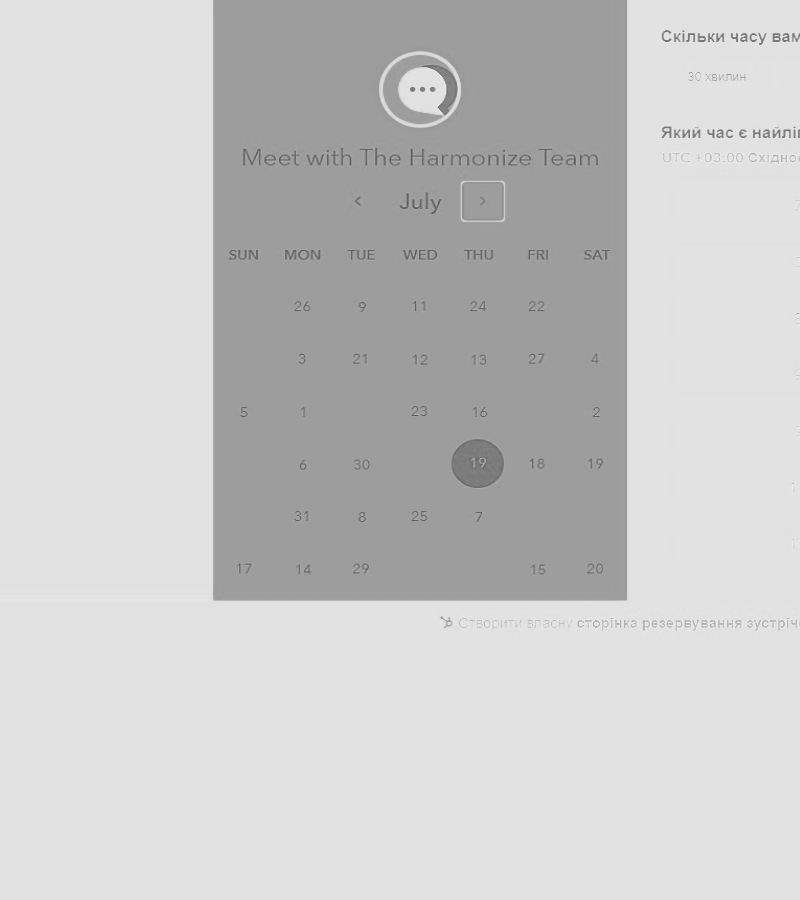 Скільки часу вам
30 хвилин
Який час є найлі
UTC +03:00 Східно
Meet with The Harmonize Team
July
SUN MON TUE WED THU FRI SAT
26 9 11 24 22
3 21 12 13 27 4
5 1 23 16 2
6 30 19 18 19
31 8 25 7
17 14 29 15 20
Створити власну сторінка резервування зустріч